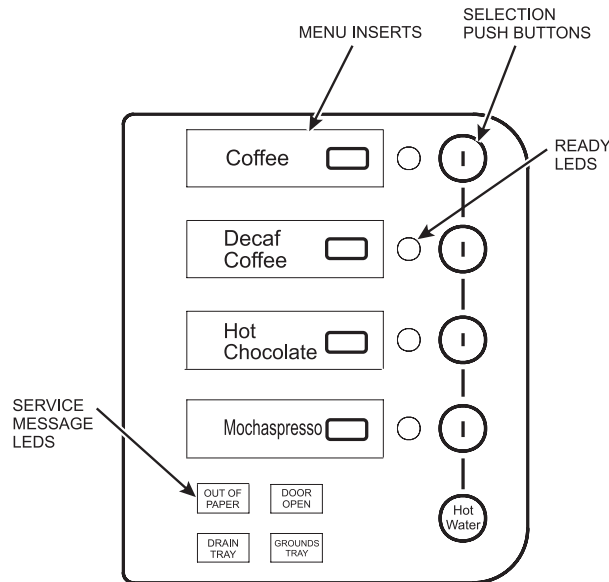 SELECTION
PUSH BUTTONS
MENU INSERTS
READY
LEDS
Coffee
Decaf
Coffee
Hot
Chocolate
Mochaspresso
SERVICE
MESSAGE
LEDS
OUT OF
PAPER
DOOR
OPEN
DRAIN
TRAY
GROUNDS
TRAY
Hot
Water